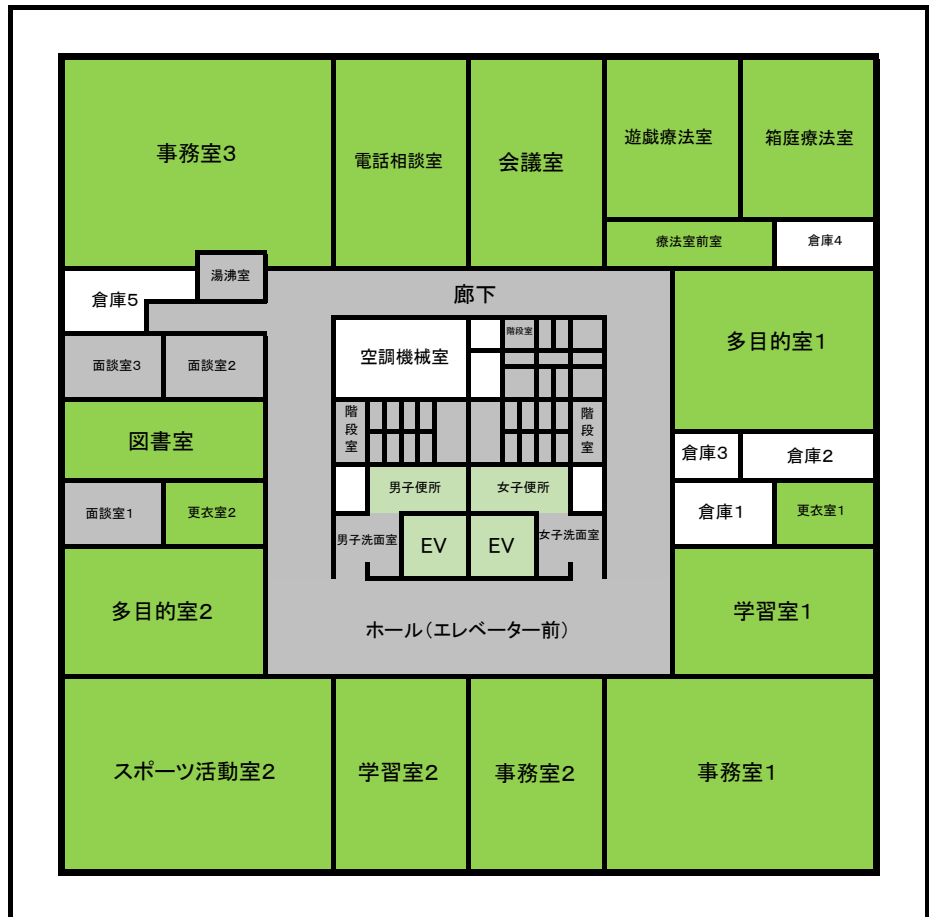 事務室3
電話相談室
会議室
遊戯療法室
箱庭療法室
療法室前室
倉庫4
湯沸室
倉庫5
廊下
階段室
空調機械室
多目的室1
面談室3
面談室2
図書室
階段室
階段室
倉庫3
倉庫2
男子便所
女子便所
面談室1
更衣室2
倉庫1
更衣室1
男子洗面室
EV
EV
女子洗面室
多目的室2
学習室1
ホール(エレベーター前)
スポーツ活動室2
学習室2
事務室2
事務室1